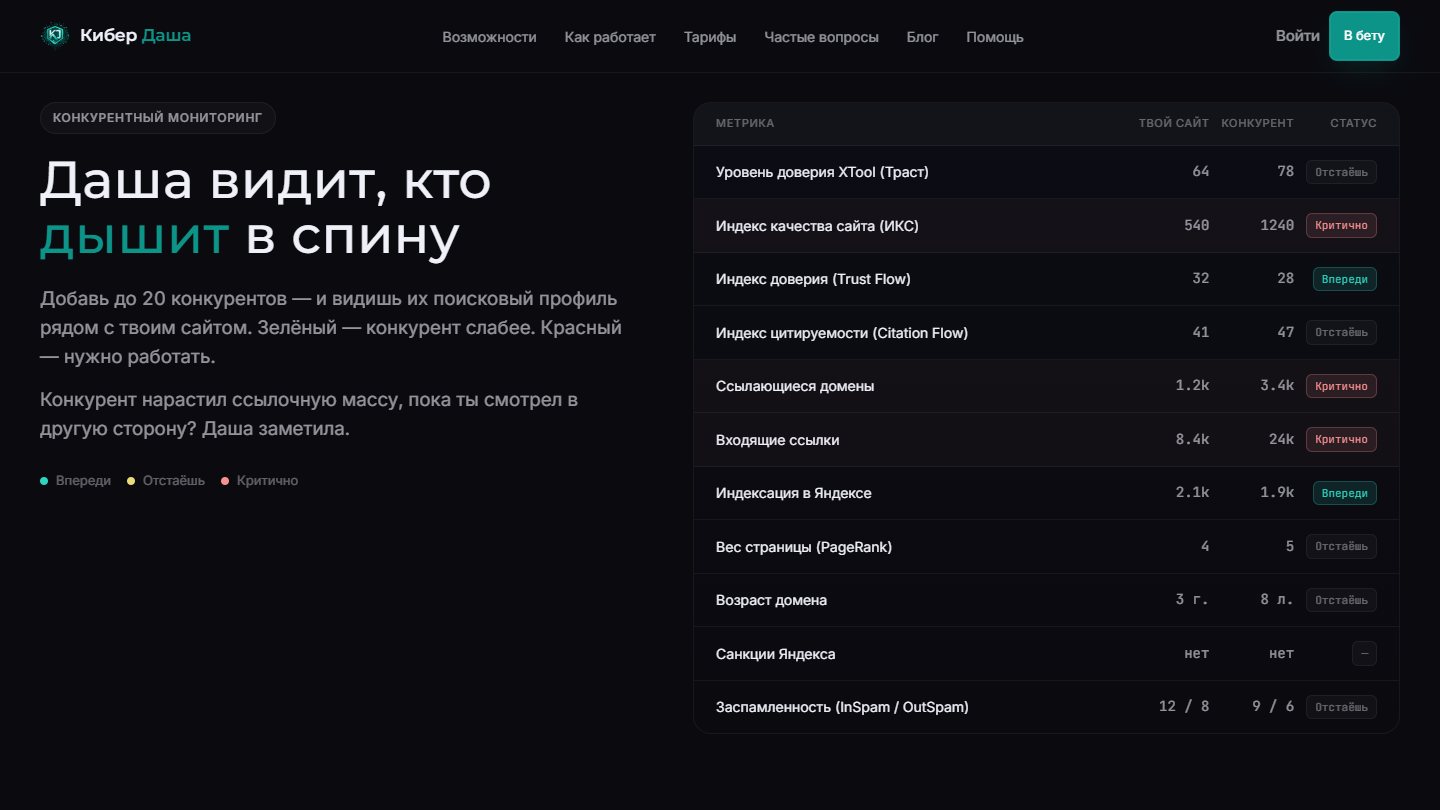 Кибер Даша
Возможности
Как работает
Тарифы
Частые вопросы
Блог
Помощь
Войти
В бету
КОНКУРЕНТНЫЙ МОНИТОРИНГ
Даша видит, кто
дышит в спину
Добавь до 20 конкурентов — и видишь их поисковый профиль
рядом с твоим сайтом. Зелёный — конкурент слабее. Красный
— нужно работать.
Конкурент нарастил ссылочную массу, пока ты смотрел в
другую сторону? Даша заметила.
Впереди Отстаёшь Критично
МЕТРИКА ТВОЙ САЙТ КОНКУРЕНТ СТАТУС
Уровень доверия XTool (Траст) 64 78 Отстаёшь
Индекс качества сайта (ИКС) 540 1240 Критично
Индекс доверия (Trust Flow) 32 28 Впереди
Индекс цитируемости (Citation Flow) 41 47 Отстаёшь
Ссылающиеся домены 1.2k 3.4k Критично
Входящие ссылки 8.4k 24k Критично
Индексация в Яндексе 2.1k 1.9k Впереди
Вес страницы (PageRank) 4 5 Отстаёшь
Возраст домена 3 г. 8 л. Отстаёшь
Санкции Яндекса нет нет —
Заспамленность (InSpam / OutSpam) 12 / 8 9 / 6 Отстаёшь